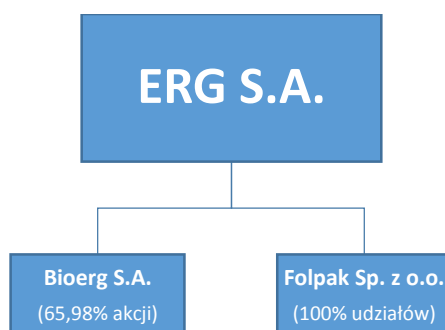 ERG S.A.
Bioerg S.A.
(65,98% akcji)
Folpak Sp. z o.o.
(100% udziałów)